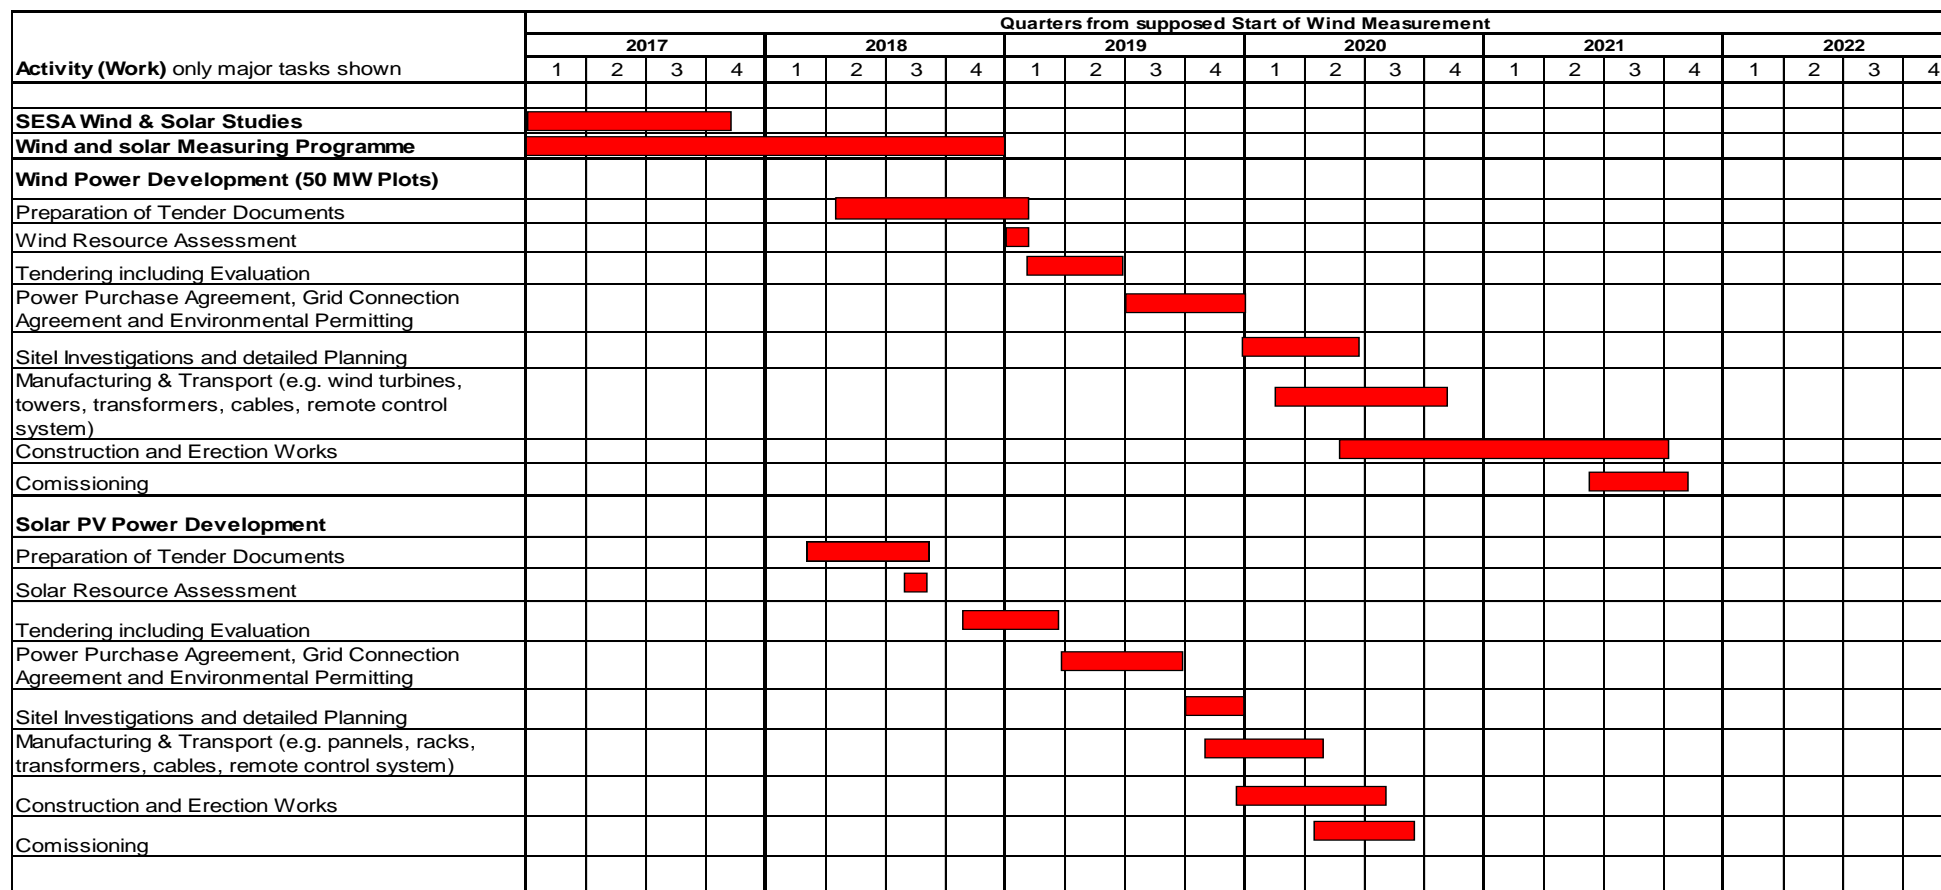 Quarters from supposed Start of Wind Measurement
2017 2018 2019 2020 2021 2022
Activity (Work) only major tasks shown 1 2 3 4 1 2 3 4 1 2 3 4 1 2 3 4 1 2 3 4 1 2 3 4
SESA Wind & Solar Studies
Wind and solar Measuring Programme
Wind Power Development (50 MW Plots)
Preparation of Tender Documents
Wind Resource Assessment
Tendering including Evaluation
Power Purchase Agreement, Grid Connection
Agreement and Environmental Permitting
Sitel Investigations and detailed Planning
Manufacturing & Transport (e.g. wind turbines,
towers, transformers, cables, remote control
system)
Construction and Erection Works
Comissioning
Solar PV Power Development
Preparation of Tender Documents
Solar Resource Assessment
Tendering including Evaluation
Power Purchase Agreement, Grid Connection
Agreement and Environmental Permitting
Sitel Investigations and detailed Planning
Manufacturing & Transport (e.g. pannels, racks,
transformers, cables, remote control system)
Construction and Erection Works
Comissioning